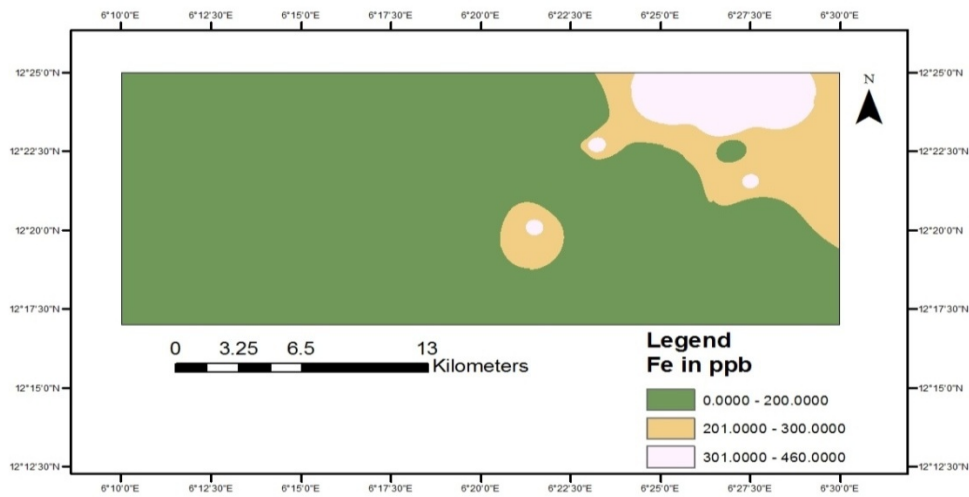 6°10'0"E 6°12'30"E 6°15'0"E 6°17'30"E 6°20'0"E 6°22'30"E 6°25'0"E 6°27'30"E 6°30'0"E
12°25'0"N 12°25'0"N
N
12°22'30"N 12°22'30"N
12°20'0"N 12°20'0"N
12°17'30"N 12°17'30"N
0 3.25 6.5 13
Kilometers
Legend
Fe in ppb
12°15'0"N 12°15'0"N
0.0000 - 200.0000
201.0000 - 300.0000
301.0000 - 460.0000
12°12'30"N 12°12'30"N
6°10'0"E 6°12'30"E 6°15'0"E 6°17'30"E 6°20'0"E 6°22'30"E 6°25'0"E 6°27'30"E 6°30'0"E